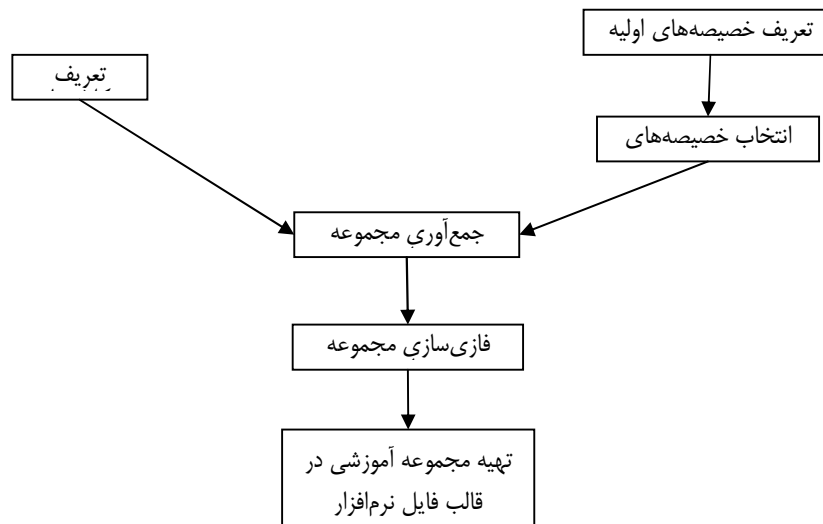 تعریف خصیصه‌های اولیه
تعریف
انتخاب خصیصه‌های
جمع‌آوری مجموعه
فازی‌سازی مجموعه
تهیه مجموعه آموزشی در
قالب فایل نرم‌افزار